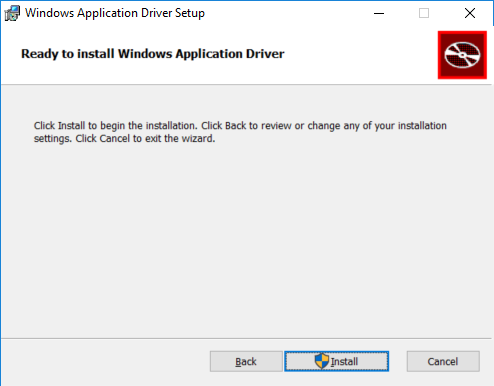 Windows Application Driver Setup
Ready to install Windows Application Driver
Click Install to begin the installation. Click Back to review or change any of your installation
settings. Click Cancel to exit the wizard.
Back Install Cancel